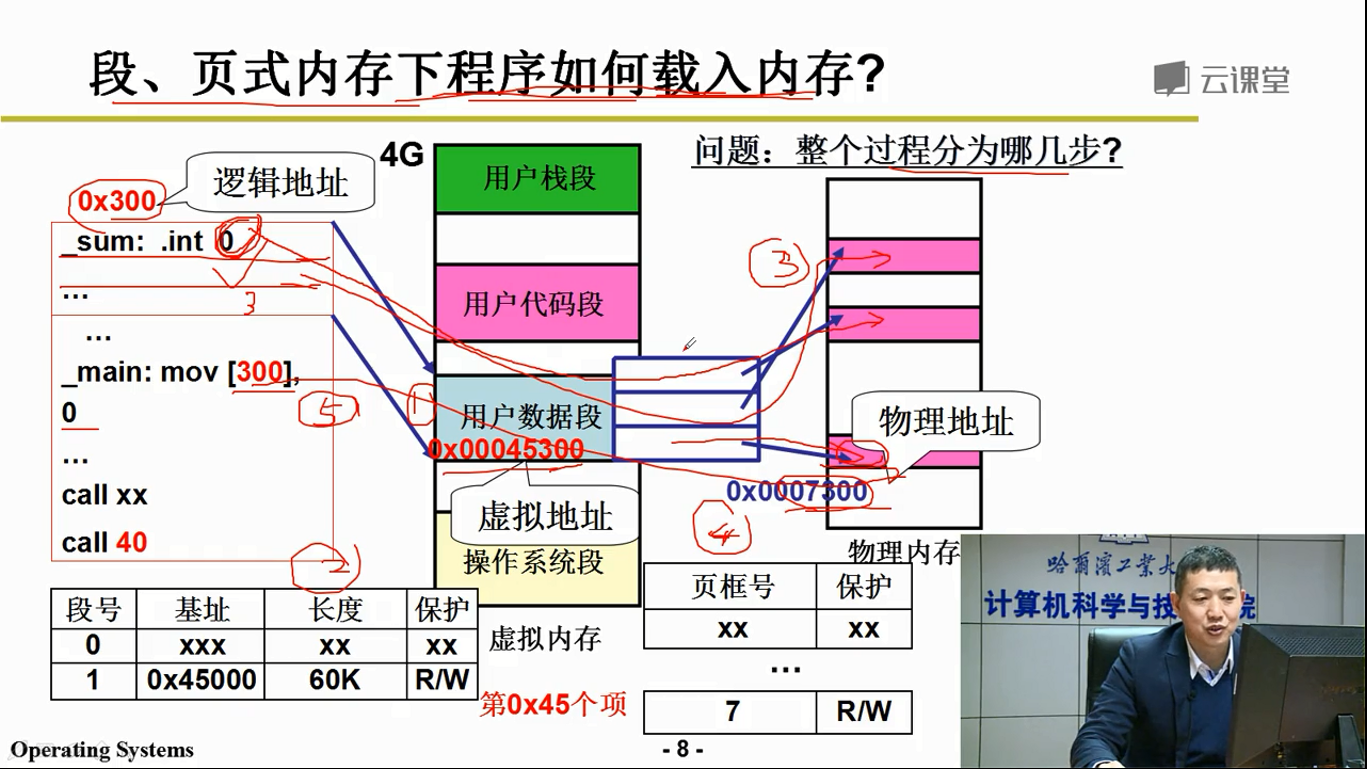 段、页式内存下程序如何载入内存?
云课堂
4G
问题：整个过程分为哪几步?
0x300
逻辑地址
_sum: .int 0
...
3
...
_main: mov [300],
0
...
call xx
call 40
用户栈段
用户代码段
用户数据段
0x00045300
虚拟地址
操作系统段
虚拟内存
1
2
3
4
5
物理地址
0x0007300
物理内存
段号 基址 长度 保护
0 xxx xx xx
1 0x45000 60K R/W
第0x45个项
页框号 保护
xx xx
...
7 R/W
哈尔滨工业大
计算机科学与技 院
Operating Systems
- 8 -